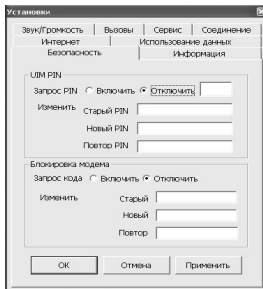 Установки
Звук/Громкость Вызовы Сервис Соединение
Интернет Использование данных
Безопасность Информация
UIM PIN
Запрос PIN Включить Отключить
Изменить Старый PIN
Новый PIN
Повтор PIN
Блокировка модема
Запрос кода Включить Отключить
Изменить Старый
Новый
Повтор
ОК Отмена Применить